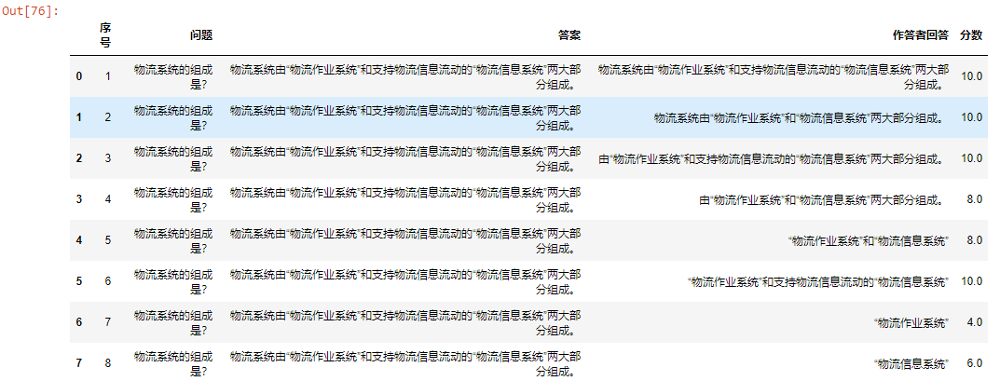 Out[76]:
序
号 问题 答案 作答者回答 分数
0 1 物流系统的组成 物流系统由“物流作业系统”和支持物流信息流动的“物流信息系统”两大部 物流系统由“物流作业系统”和支持物流信息流动的“物流信息系统”两大部 10.0
是? 分组成。 分组成。
1 2 物流系统的组成 物流系统由“物流作业系统”和支持物流信息流动的“物流信息系统”两大部 物流系统由“物流作业系统”和“物流信息系统”两大部分组成。 10.0
是? 分组成。
2 3 物流系统的组成 物流系统由“物流作业系统”和支持物流信息流动的“物流信息系统”两大部 由“物流作业系统”和支持物流信息流动的“物流信息系统”两大部分组成。 10.0
是? 分组成。
3 4 物流系统的组成 物流系统由“物流作业系统”和支持物流信息流动的“物流信息系统”两大部 由“物流作业系统”和“物流信息系统”两大部分组成。 8.0
是? 分组成。
4 5 物流系统的组成 物流系统由“物流作业系统”和支持物流信息流动的“物流信息系统”两大部 “物流作业系统”和“物流信息系统” 8.0
是? 分组成。
5 6 物流系统的组成 物流系统由“物流作业系统”和支持物流信息流动的“物流信息系统”两大部 “物流作业系统”和支持物流信息流动的“物流信息系统” 10.0
是? 分组成。
6 7 物流系统的组成 物流系统由“物流作业系统”和支持物流信息流动的“物流信息系统”两大部 “物流作业系统” 4.0
是? 分组成。
7 8 物流系统的组成 物流系统由“物流作业系统”和支持物流信息流动的“物流信息系统”两大部 “物流信息系统” 6.0
是? 分组成。